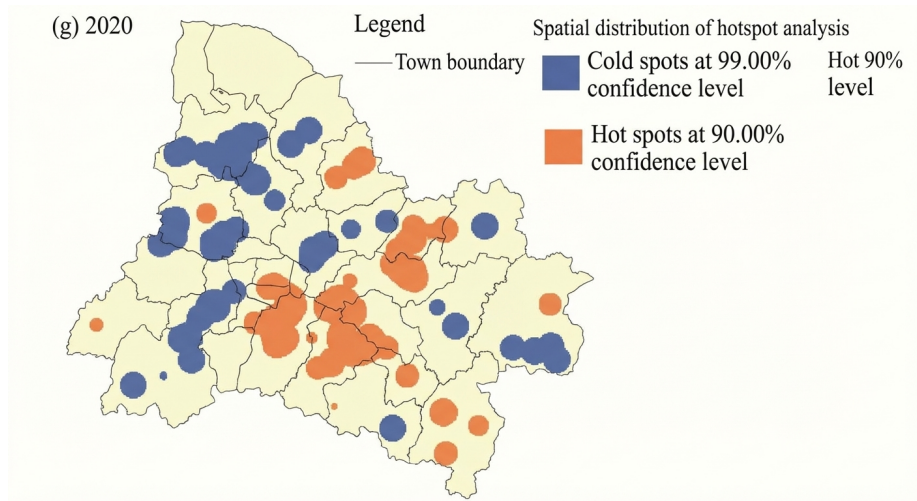 (g) 2020
Legend
Town boundary
Spatial distribution of hotspot analysis
Cold spots at 99.00%
confidence level
Hot 90%
level
Hot spots at 90.00%
confidence level